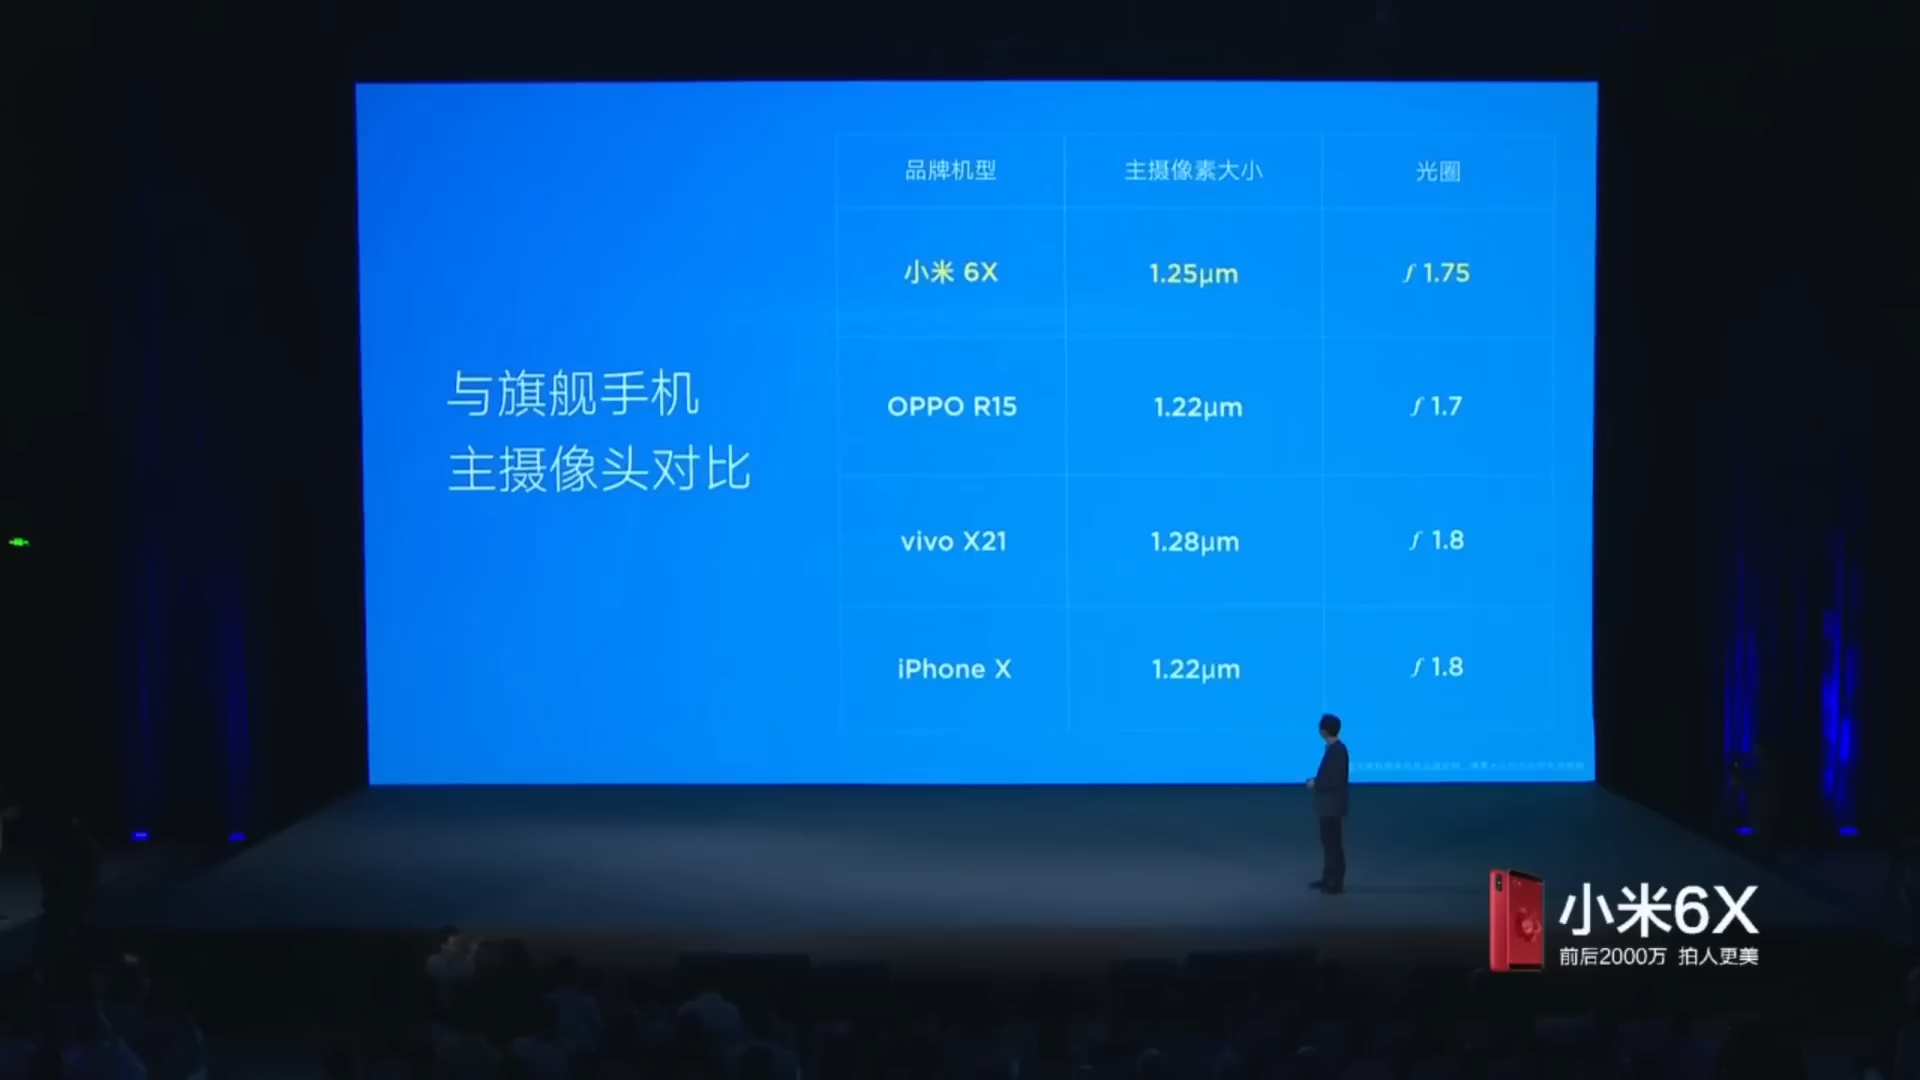 与旗舰手机
主摄像头对比
品牌机型 主摄像素大小 光圈
小米 6X 1.25μm ƒ 1.75
OPPO R15 1.22μm ƒ 1.7
vivo X21 1.28μm ƒ 1.8
iPhone X 1.22μm ƒ 1.8
小米6X
前后2000万 拍人更美